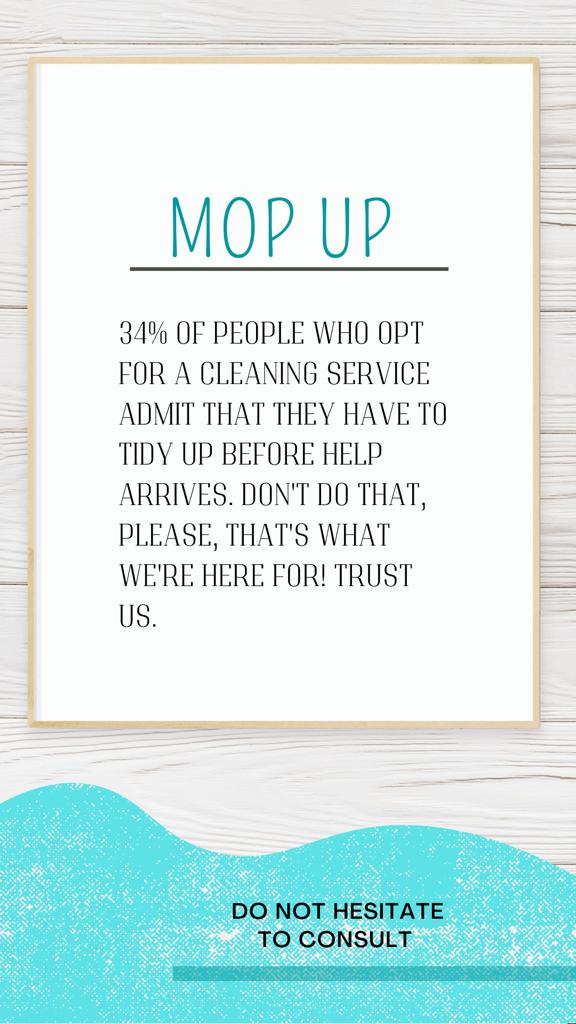 MOP UP
34% OF PEOPLE WHO OPT
FOR A CLEANING SERVICE
ADMIT THAT THEY HAVE TO
TIDY UP BEFORE HELP
ARRIVES. DON'T DO THAT,
PLEASE, THAT'S WHAT
WE'RE HERE FOR! TRUST
US.
DO NOT HESITATE
TO CONSULT